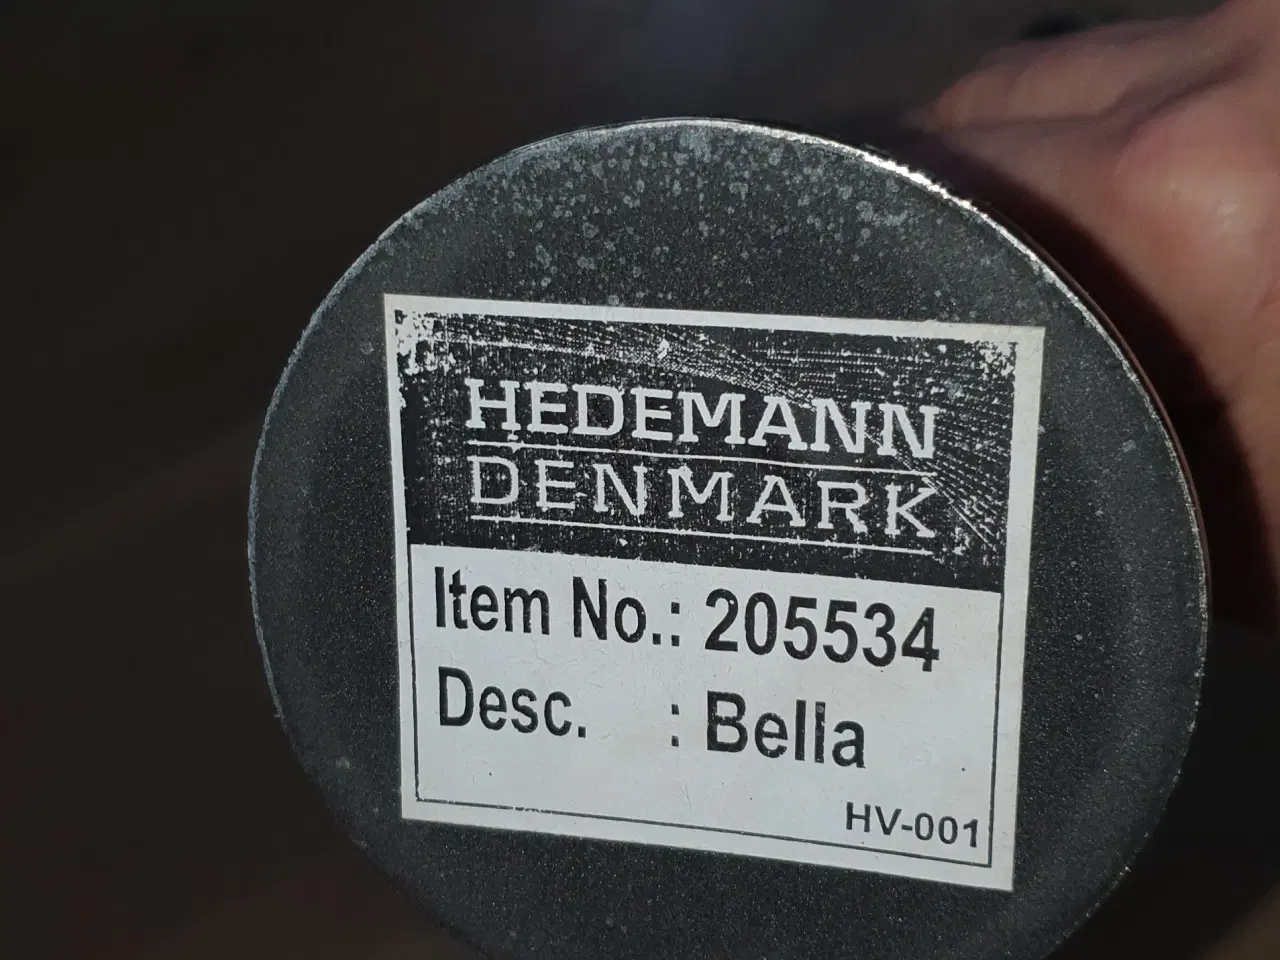 HEDEMANN
DENMARK
Item No.: 205534
Desc. : Bella
HV-001